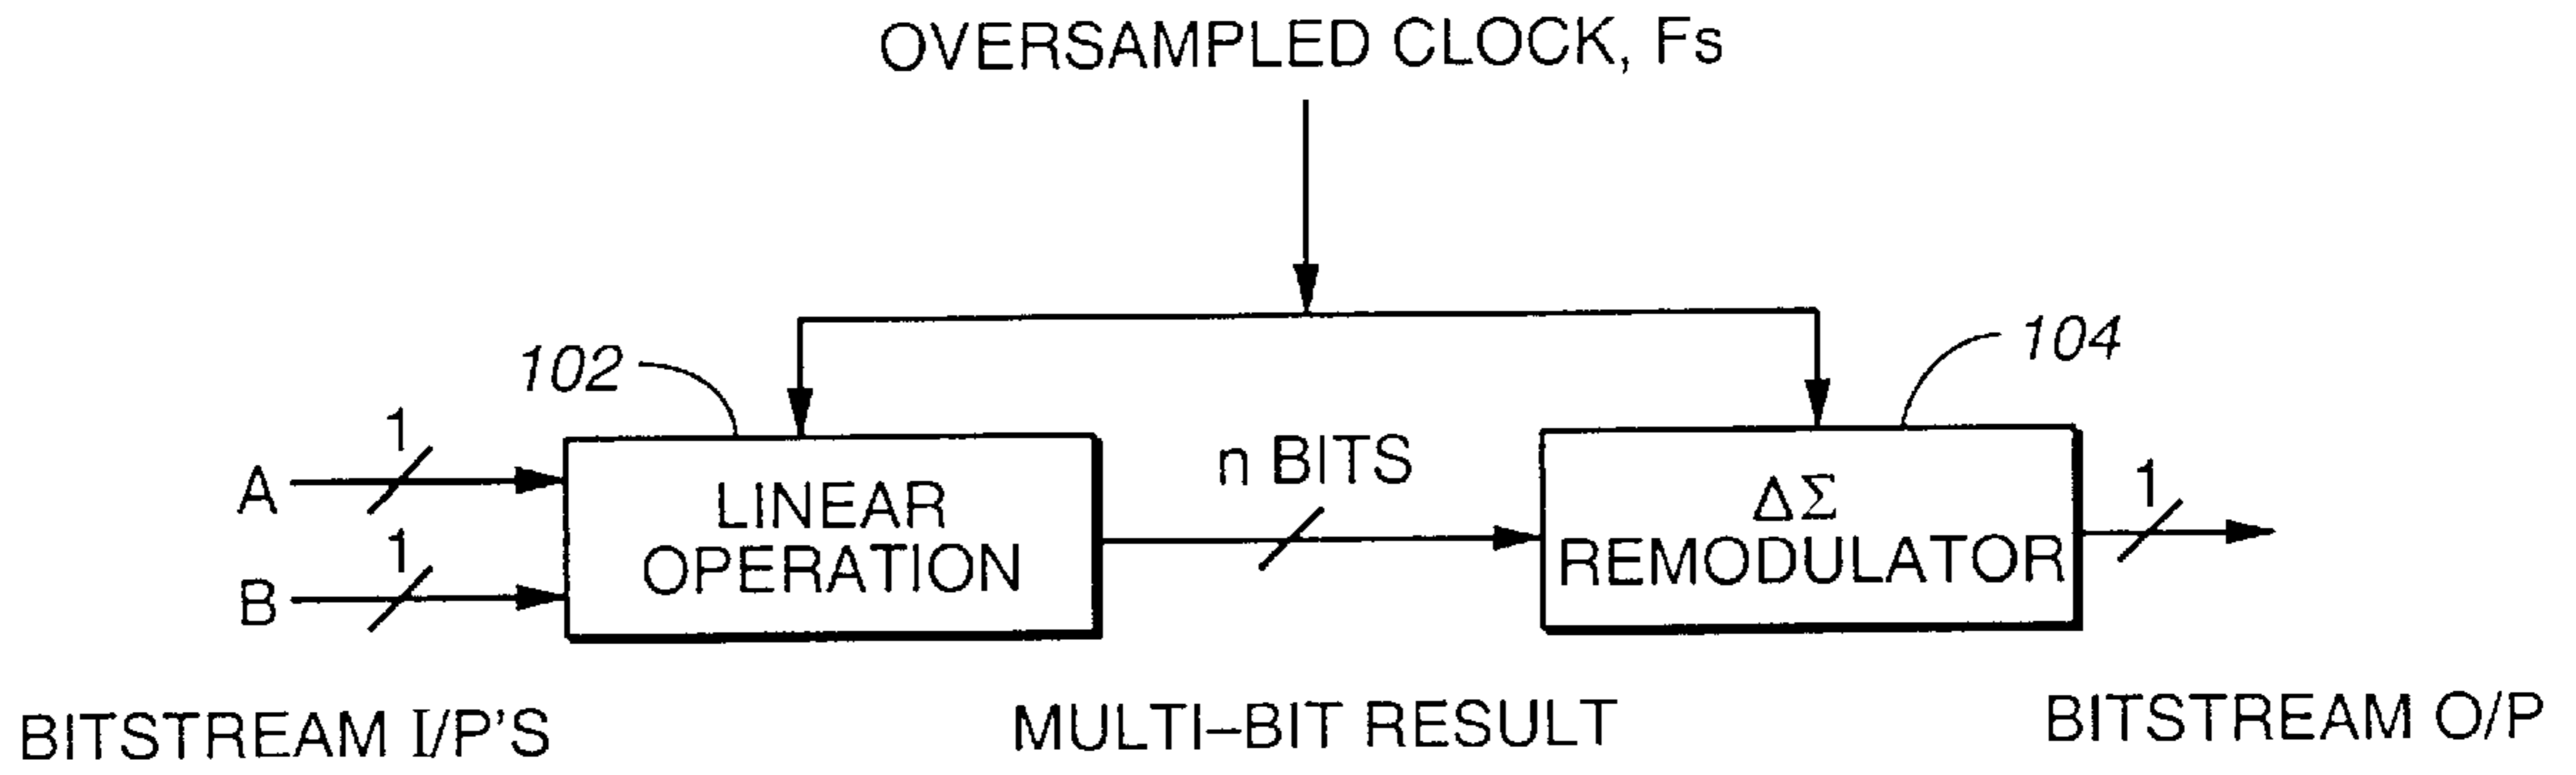 OVERSAMPLED CLOCK, Fs
102
104
1
A
1
B
LINEAR
OPERATION
n BITS
ΔΣ
REMODULATOR
1
BITSTREAM I/P'S
MULTI–BIT RESULT
BITSTREAM O/P